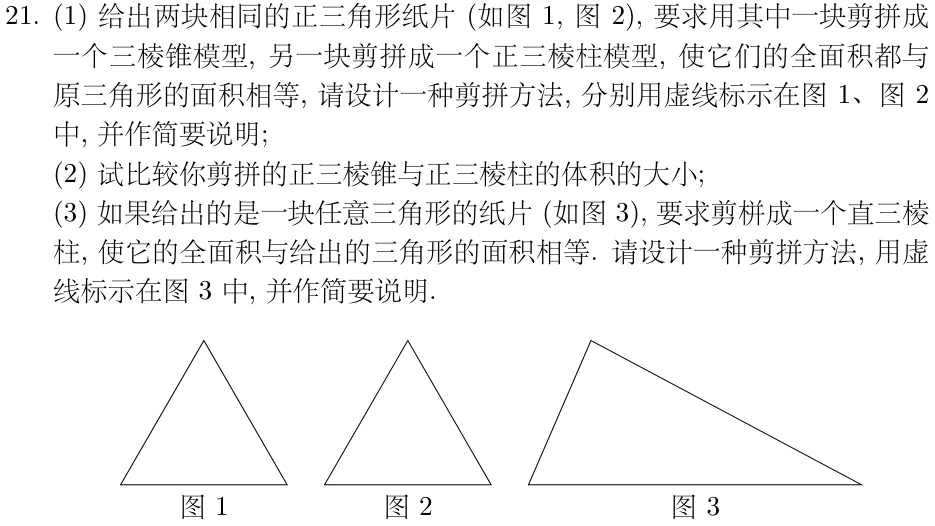 21. (1) 给出两块相同的正三角形纸片 (如图 1, 图 2), 要求用其中一块剪拼成
一个三棱锥模型, 另一块剪拼成一个正三棱柱模型, 使它们的全面积都与
原三角形的面积相等, 请设计一种剪拼方法, 分别用虚线标示在图 1、图 2
中, 并作简要说明;
(2) 试比较你剪拼的正三棱锥与正三棱柱的体积的大小;
(3) 如果给出的是一块任意三角形的纸片 (如图 3), 要求剪栟成一个直三棱
柱, 使它的全面积与给出的三角形的面积相等. 请设计一种剪拼方法, 用虚
线标示在图 3 中, 并作简要说明.
图 1
图 2
图 3